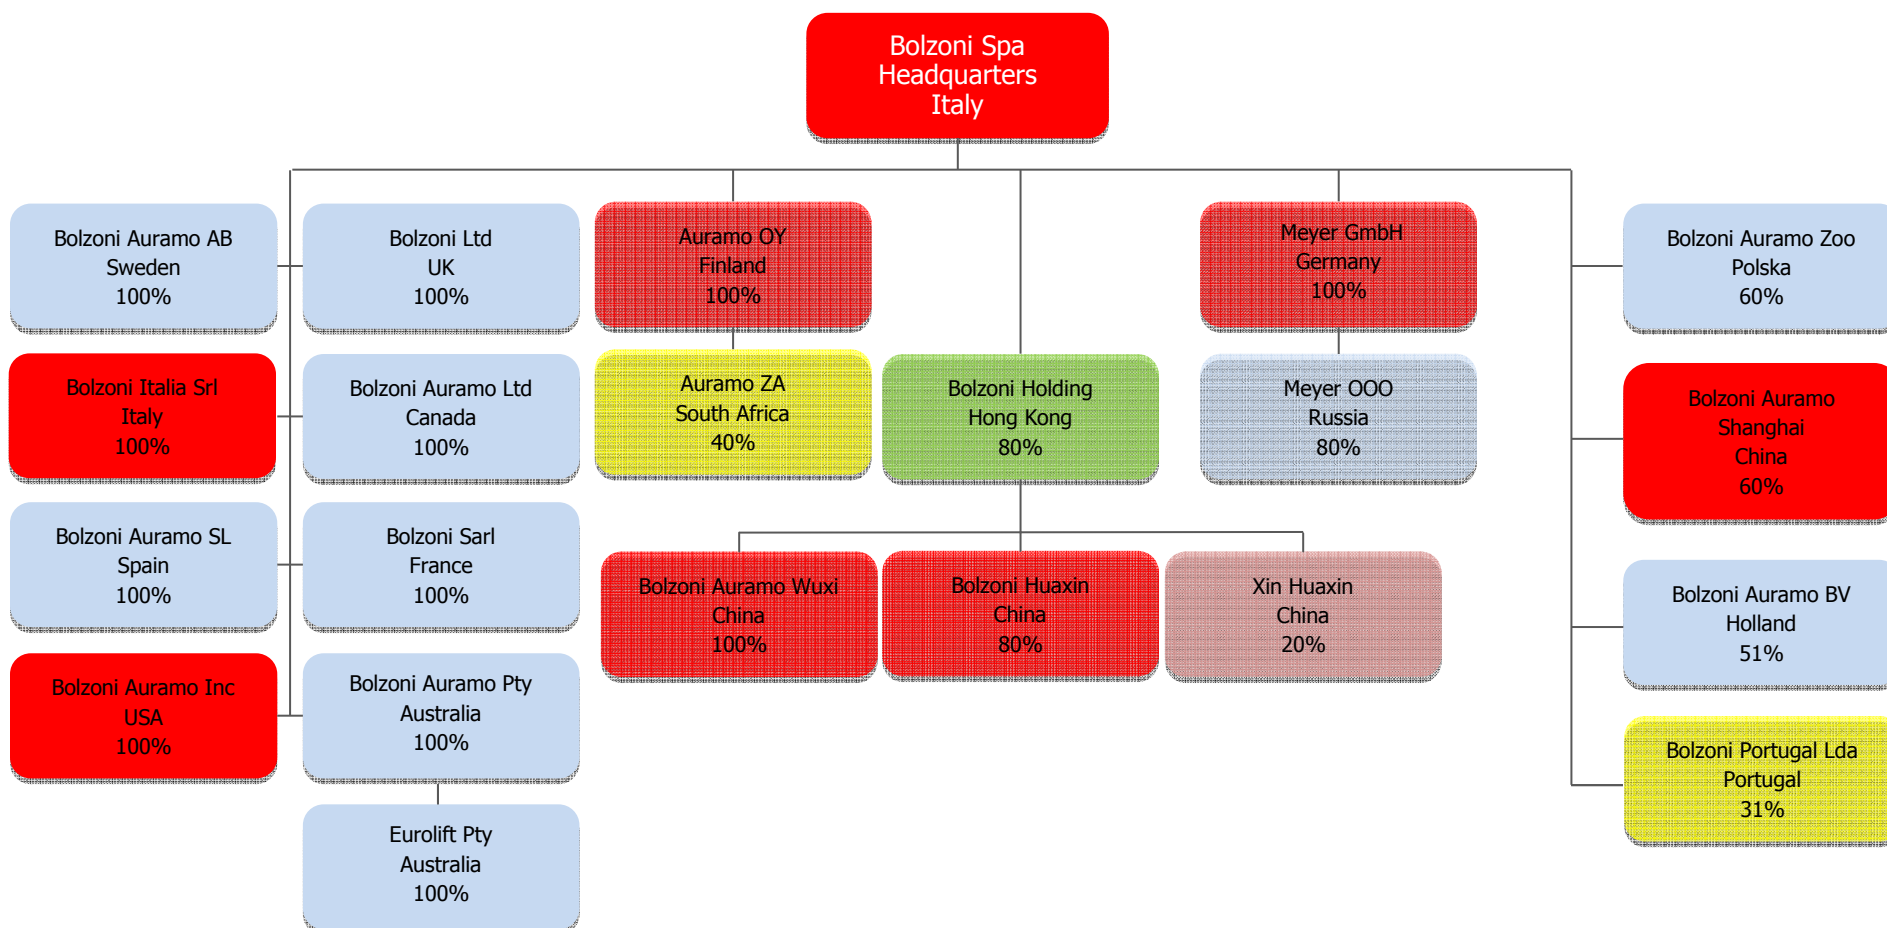 Bolzoni Spa
Headquarters
Italy
Bolzoni Auramo AB
Sweden
100%
Bolzoni Ltd
UK
100%
Auramo OY
Finland
100%
Meyer GmbH
Germany
100%
Bolzoni Auramo Zoo
Polska
60%
Bolzoni Italia Srl
Italy
100%
Bolzoni Auramo Ltd
Canada
100%
Auramo ZA
South Africa
40%
Bolzoni Holding
Hong Kong
80%
Meyer OOO
Russia
80%
Bolzoni Auramo
Shanghai
China
60%
Bolzoni Auramo SL
Spain
100%
Bolzoni Sarl
France
100%
Bolzoni Auramo Wuxi
China
100%
Bolzoni Huaxin
China
80%
Xin Huaxin
China
20%
Bolzoni Auramo BV
Holland
51%
Bolzoni Auramo Inc
USA
100%
Bolzoni Auramo Pty
Australia
100%
Bolzoni Portugal Lda
Portugal
31%
Eurolift Pty
Australia
100%